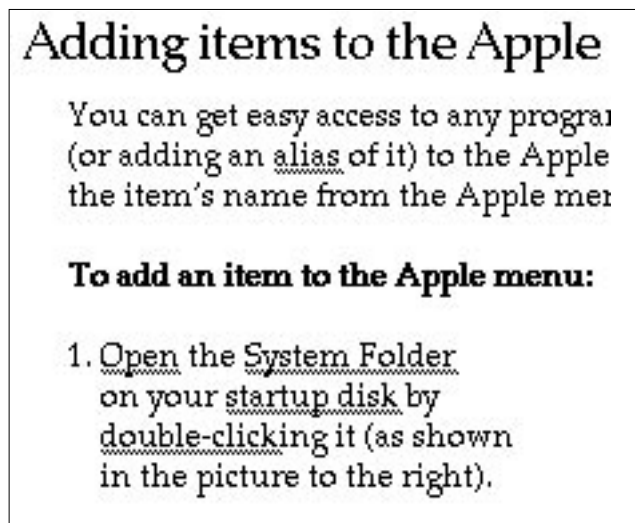 Adding items to the Apple
You can get easy access to any
(or adding an alias of it) to the Apple
the item's name from the Apple
To add an item to the Apple menu:
1. Open the System Folder
on your startup disk by
double-clicking it (as shown
in the picture to the right).